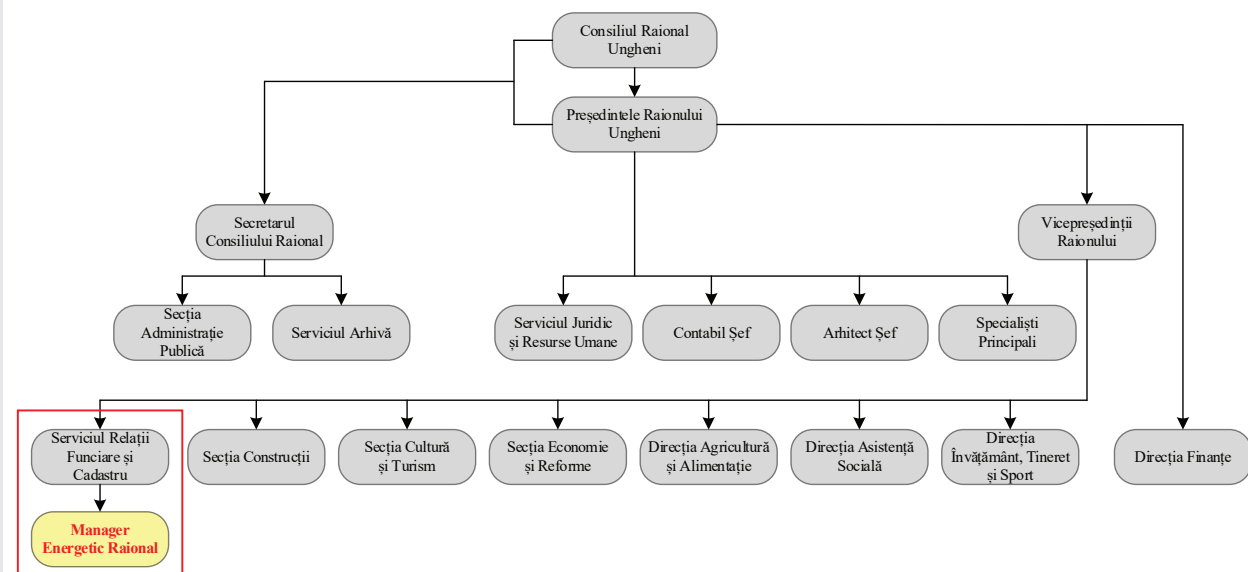 Consiliul Raional
Ungheni
Președintele Raionului
Ungheni
Secretarul
Consiliului Raional
Vicepreședinții
Raionului
Secția
Administrație
Publică
Serviciul Arhivă
Serviciul Juridic
și Resurse Umane
Contabil Șef
Arhitect Șef
Specialiști
Principali
Serviciul Relații
Funciare și
Cadastru
Secția Construcții
Secția Cultură
și Turism
Secția Economie
și Reforme
Direcția Agricultură
și Alimentație
Direcția Asistență
Socială
Direcția
Învățământ, Tineret
și Sport
Direcția Finanțe
Manager
Energetic Raional